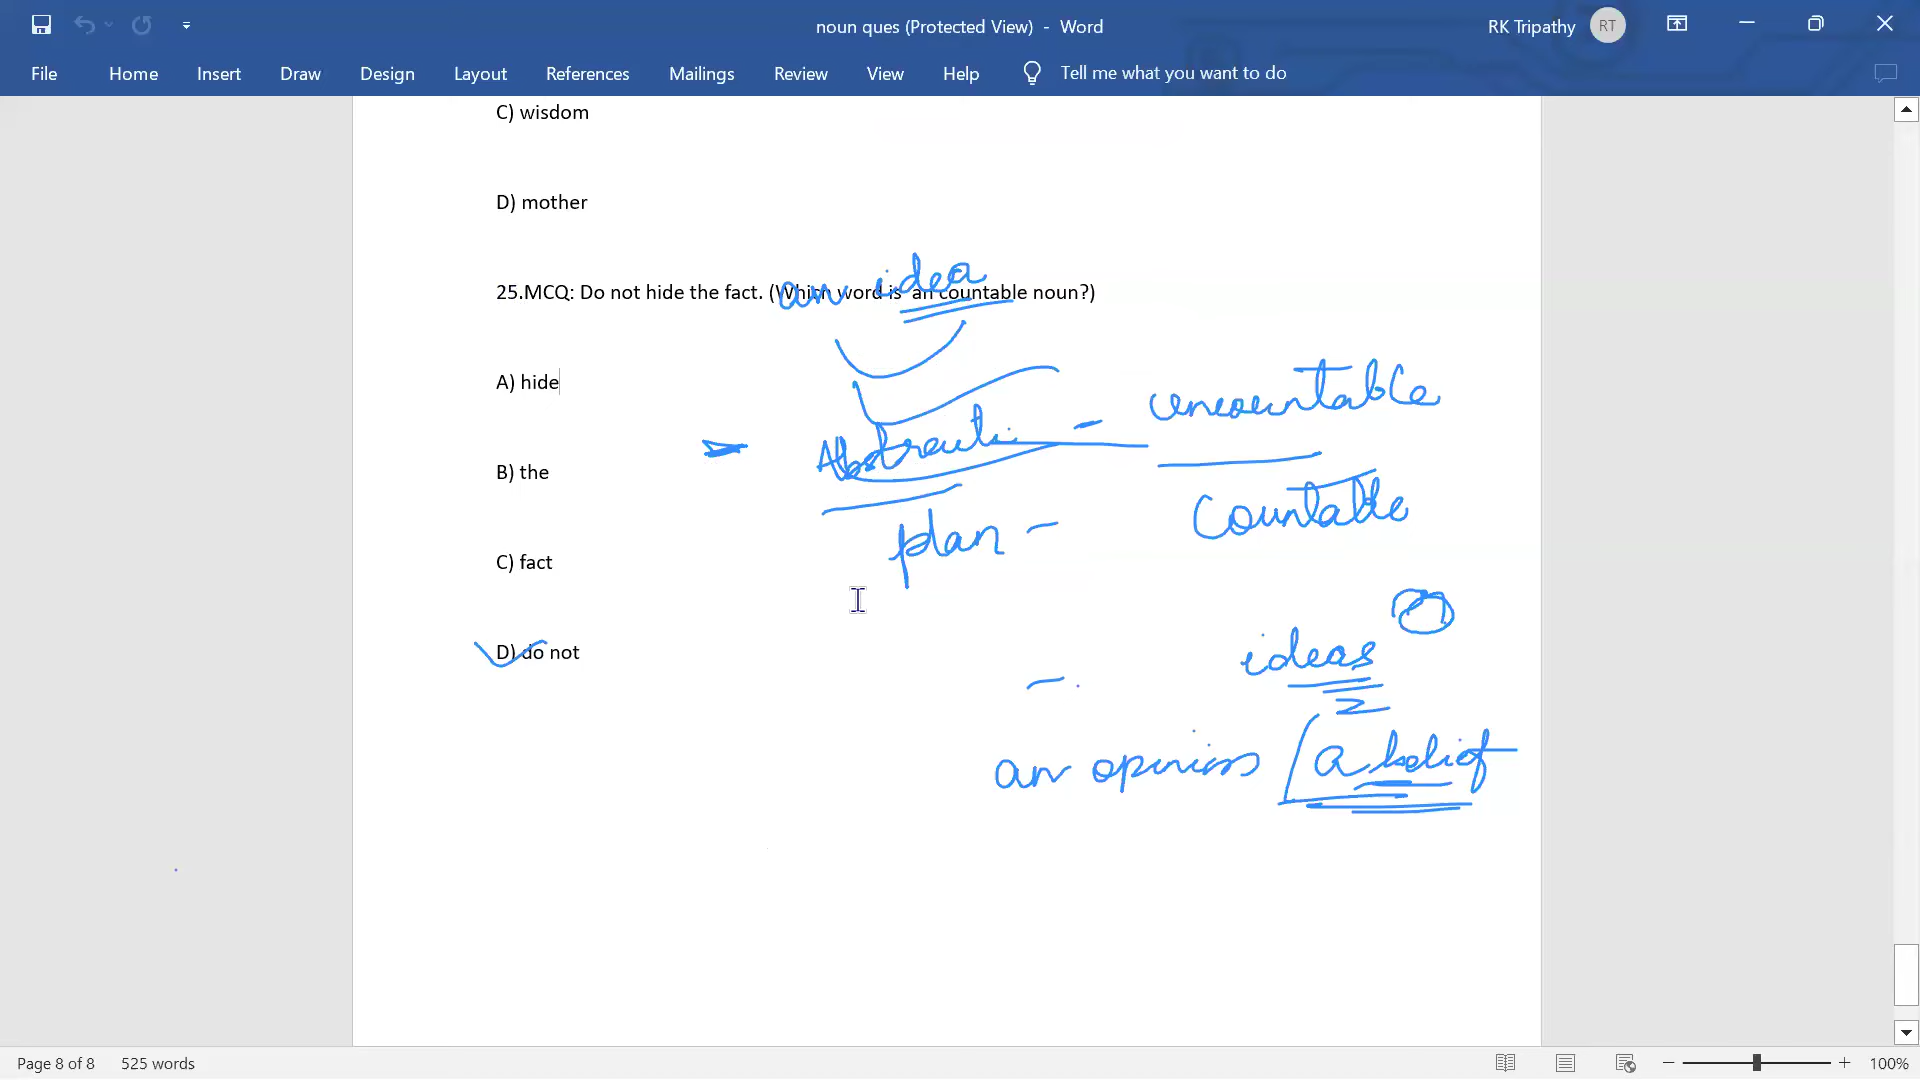 noun ques (Protected View) - Word
RK Tripathy RT
File Home Insert Draw Design Layout References Mailings Review View Help Tell me what you want to do
C) wisdom
D) mother
an idea
25.MCQ: Do not hide the fact. (Which word is  an countable noun?)
A) hide
uncountable
Abstract
B) the
Countable
plan -
C) fact
D) do not
ideas
an opinion / a belief
Page 8 of 8 525 words 100%